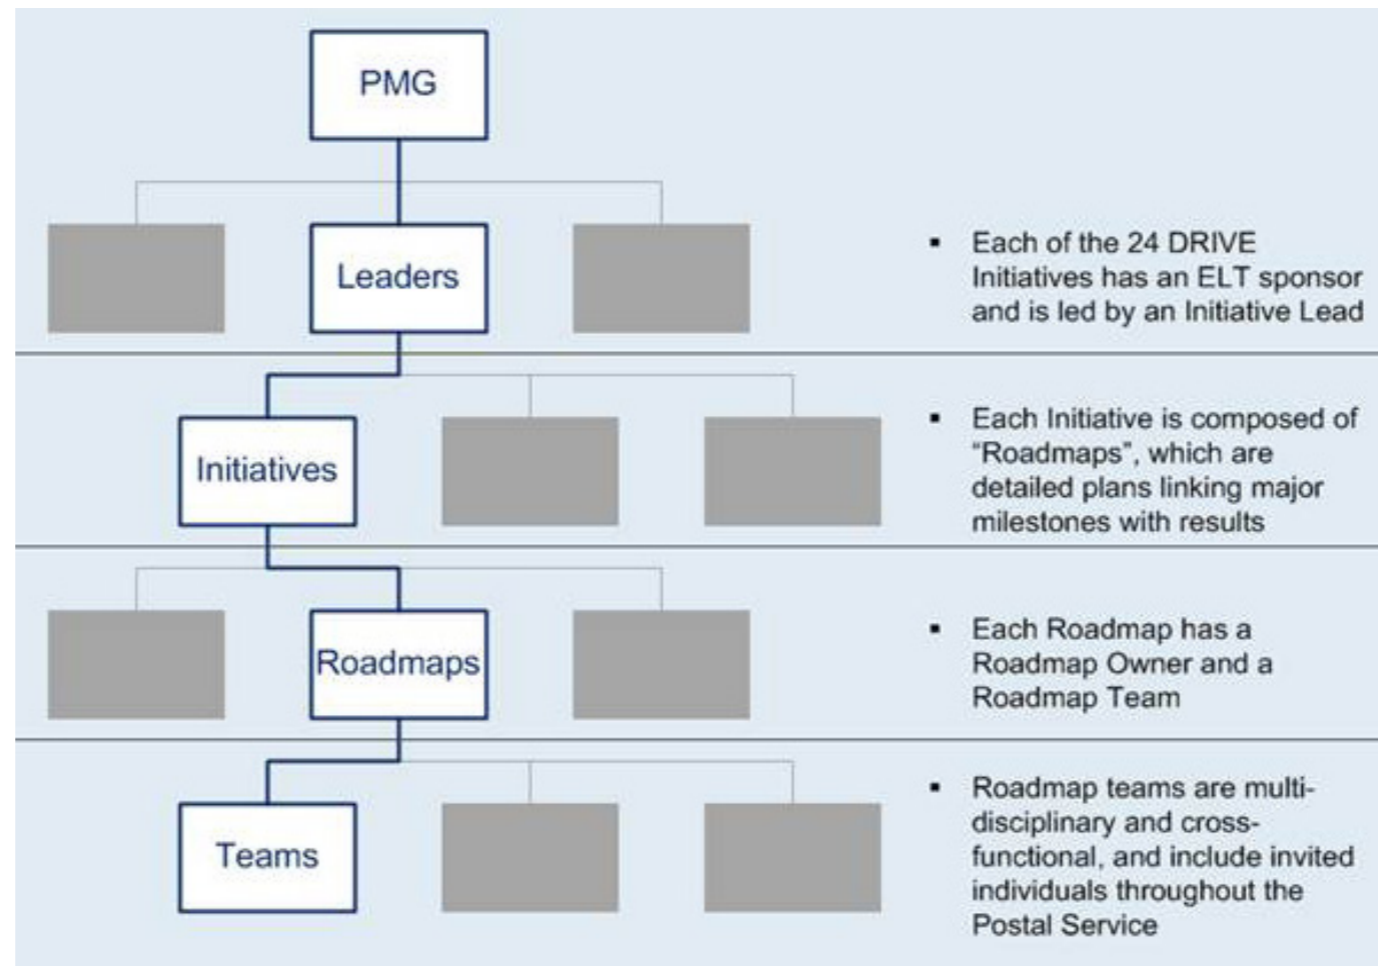 PMG
Leaders
▪ Each of the 24 DRIVE
Initiatives has an ELT sponsor
and is led by an Initiative Lead
Initiatives
▪ Each Initiative is composed of
“Roadmaps”, which are
detailed plans linking major
milestones with results
Roadmaps
▪ Each Roadmap has a
Roadmap Owner and a
Roadmap Team
Teams
▪ Roadmap teams are multi-
disciplinary and cross-
functional, and include invited
individuals throughout the
Postal Service